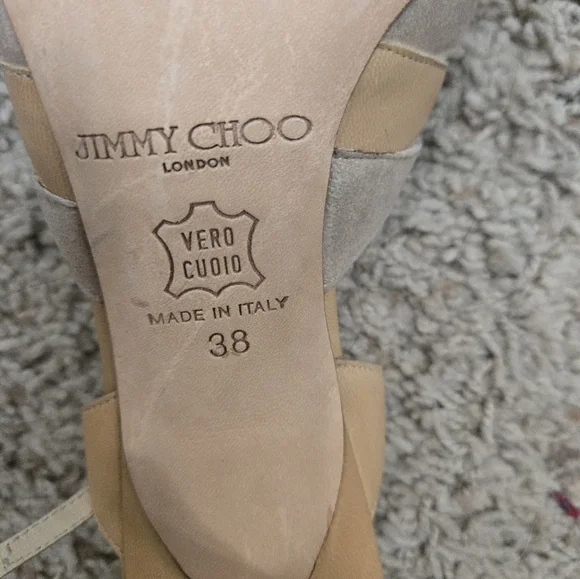 JIMMY CHOO
LONDON
VERO
CUOIO
MADE IN ITALY
38